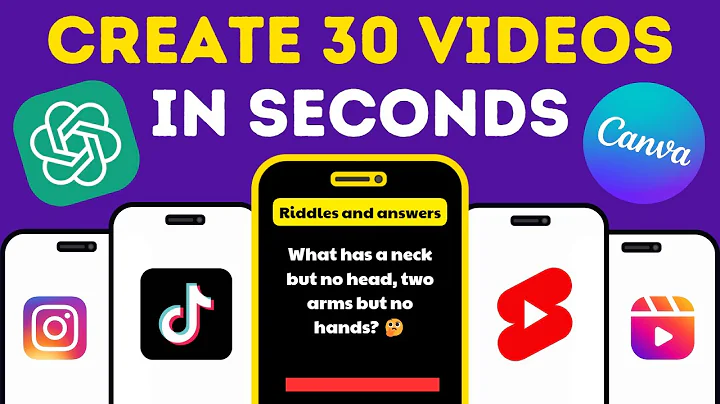 CREATE 30 VIDEOS
IN SECONDS
Canva
Riddles and answers
What has a neck
but no head, two
arms but no
hands? 🤔